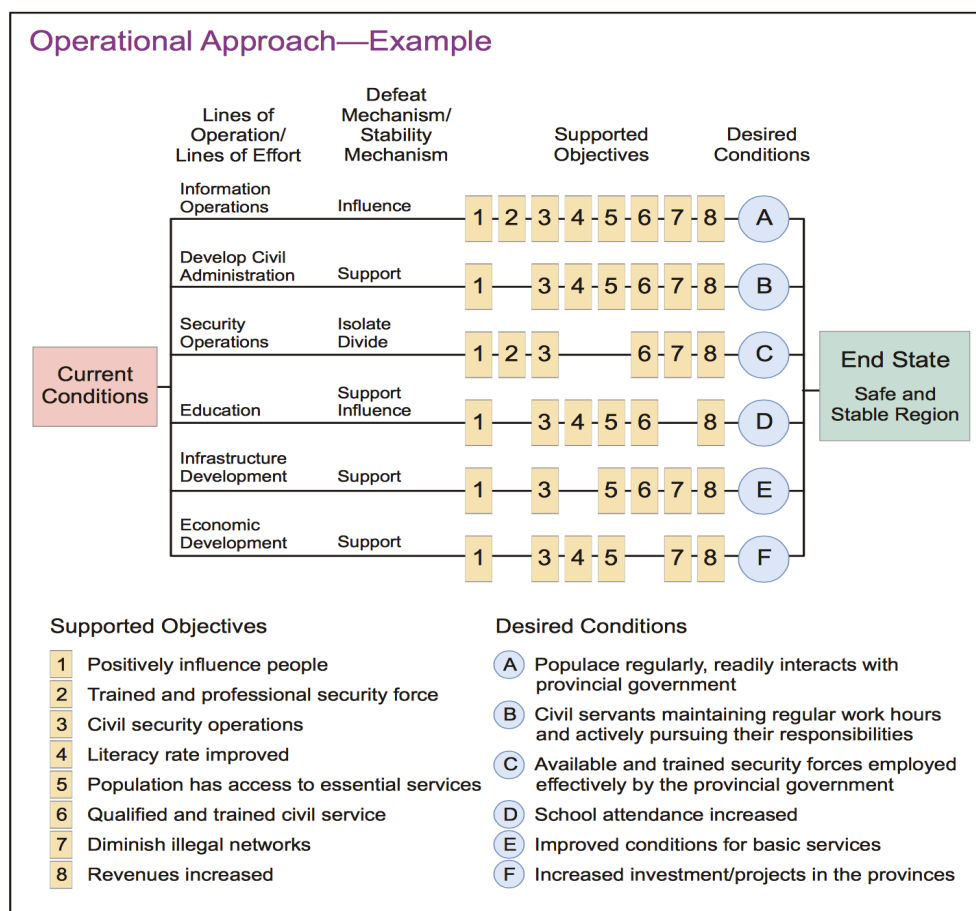 Operational Approach—Example
Lines of
Operation/
Lines of Effort
Defeat
Mechanism/
Stability
Mechanism
Supported
Objectives
Desired
Conditions
Information
Operations
Influence
1 2 3 4 5 6 7 8 A
Develop Civil
Administration
Support
1 3 4 5 6 7 8 B
Security
Operations
Isolate
Divide
1 2 3 6 7 8 C
Education
Support
Influence
1 3 4 5 6 8 D
Infrastructure
Development
Support
1 3 5 6 7 8 E
Economic
Development
Support
1 3 4 5 7 8 F
Current
Conditions
End State
Safe and
Stable Region
Supported Objectives
1 Positively influence people
2 Trained and professional security force
3 Civil security operations
4 Literacy rate improved
5 Population has access to essential services
6 Qualified and trained civil service
7 Diminish illegal networks
8 Revenues increased
Desired Conditions
A Populace regularly, readily interacts with
provincial government
B Civil servants maintaining regular work hours
and actively pursuing their responsibilities
C Available and trained security forces employed
effectively by the provincial government
D School attendance increased
E Improved conditions for basic services
F Increased investment/projects in the provinces